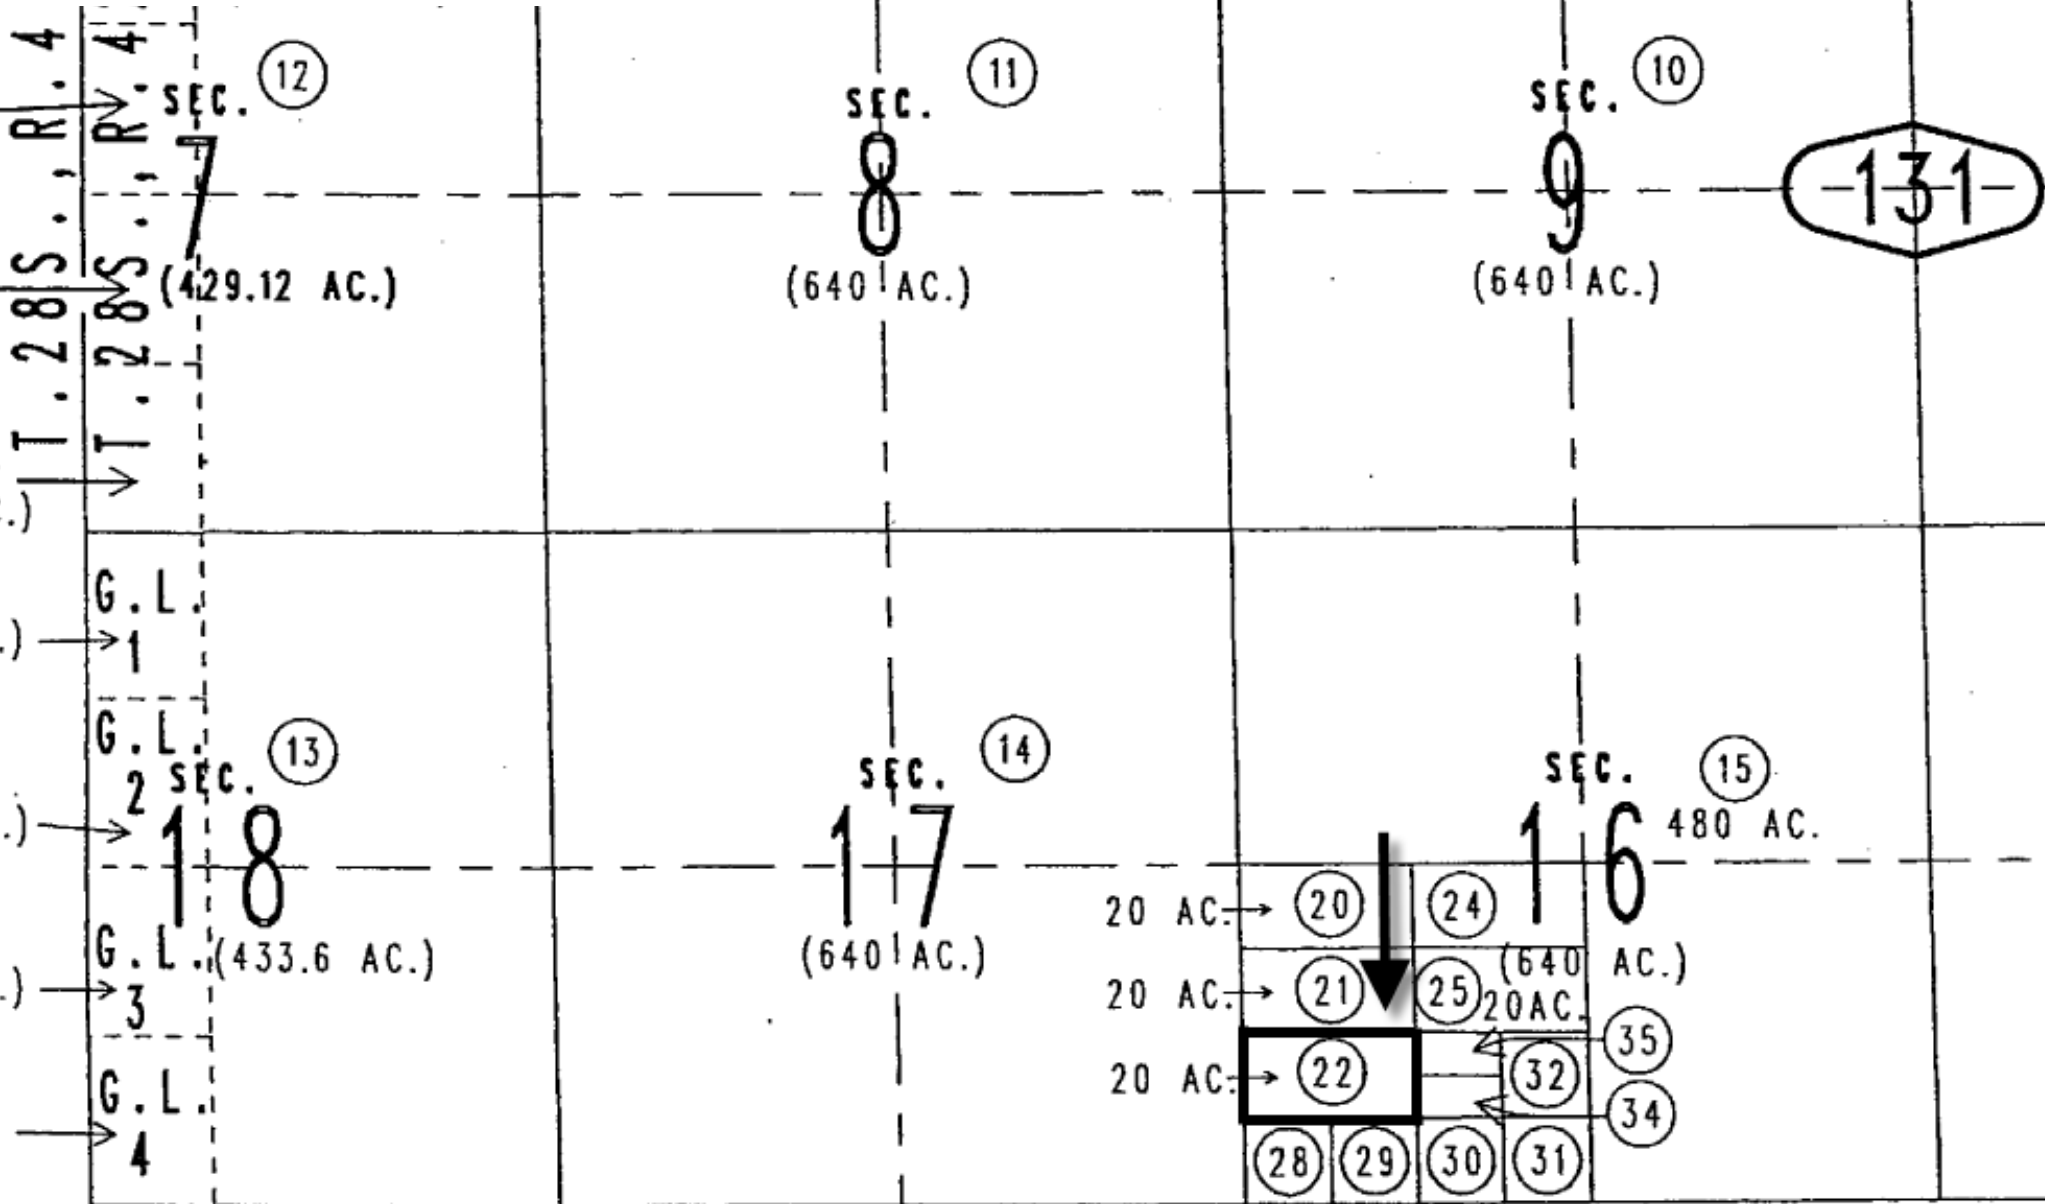 T.28S., R.4
T.28S., R.4
12
SEC.
7
(429.12 AC.)
11
SEC.
8
(640 AC.)
10
SEC.
9
(640 AC.)
131
.)
G.L.
1
.)
G.L.
2
.)
13
SEC.
18
(433.6 AC.)
G.L.
3
.)
G.L.
4
14
SEC.
17
(640 AC.)
15
SEC.
16
480 AC.
(640 AC.)
20 AC.
20
24
20 AC.
21
25
20AC.
35
20 AC.
22
32
34
28
29
30
31